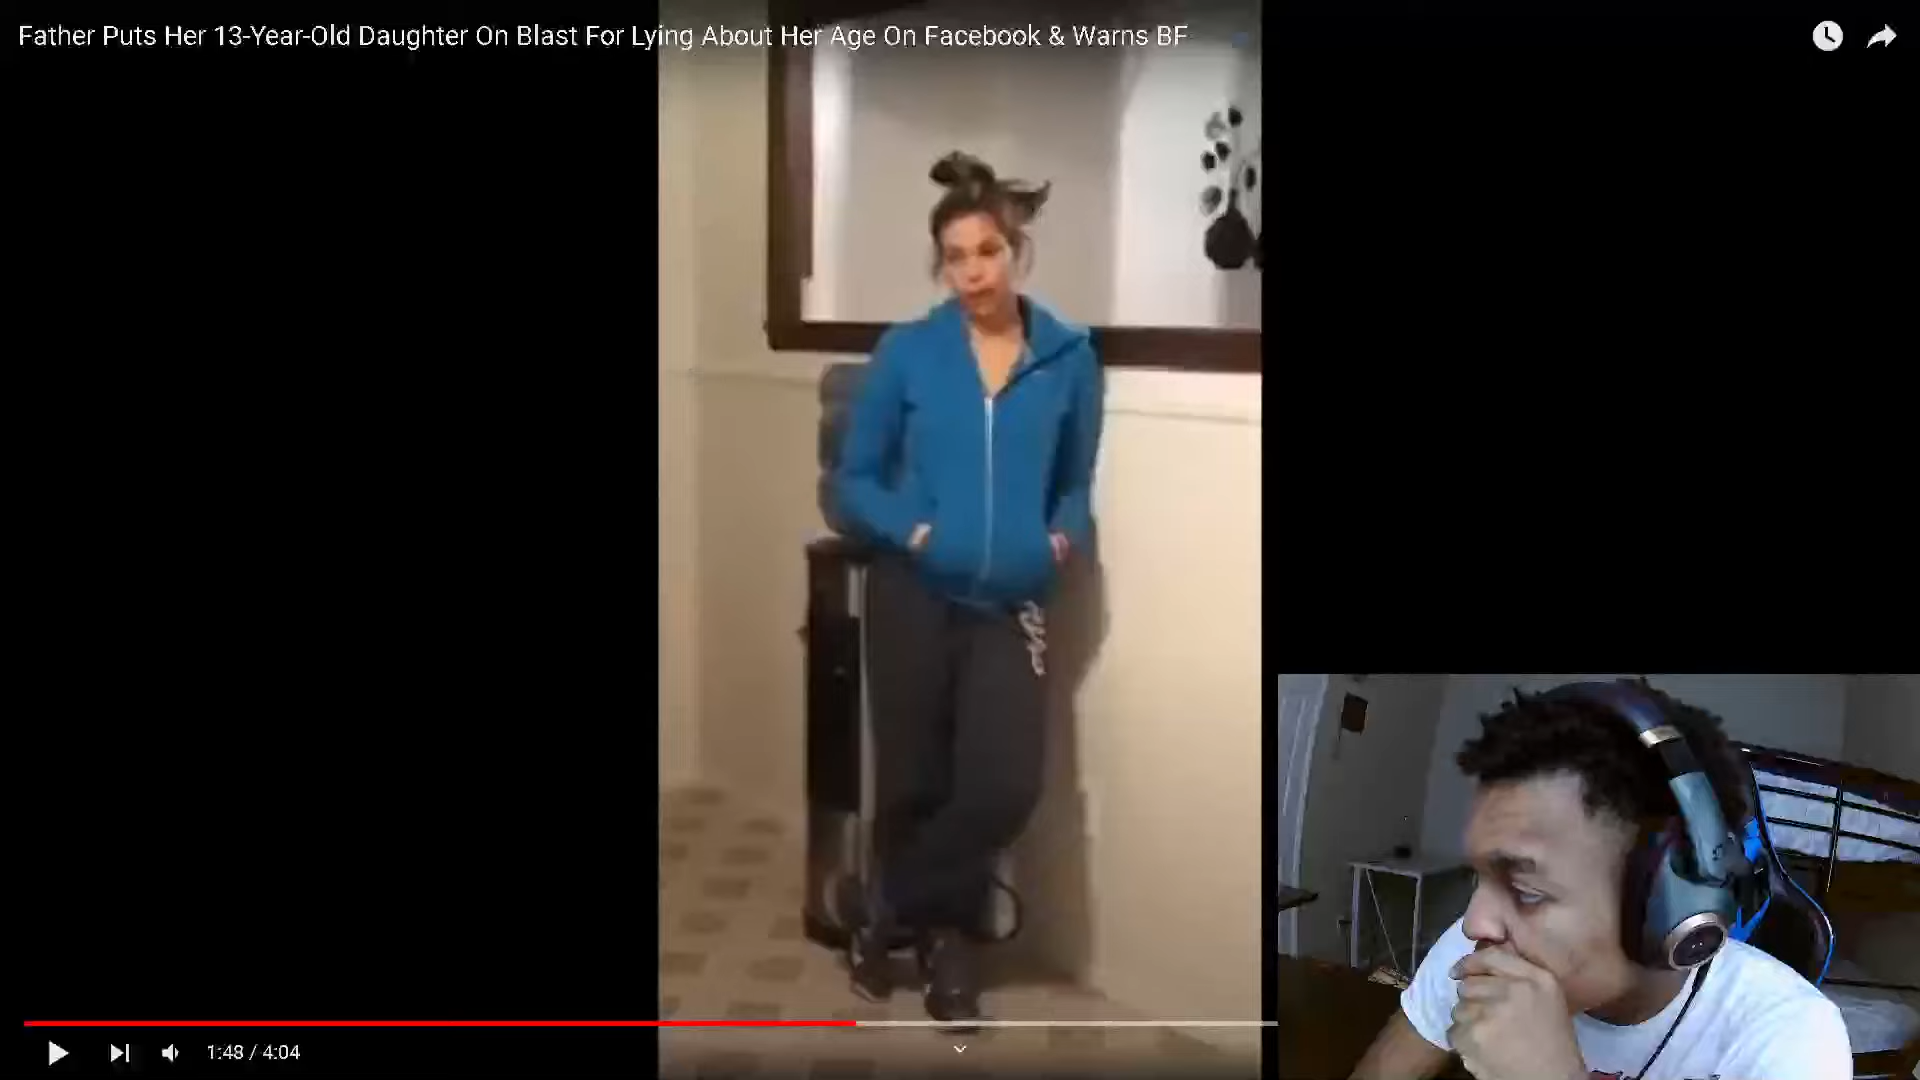 Father Puts Her 13-Year-Old Daughter On Blast For Lying About Her Age On Facebook & Warns BF
1:48 / 4:04